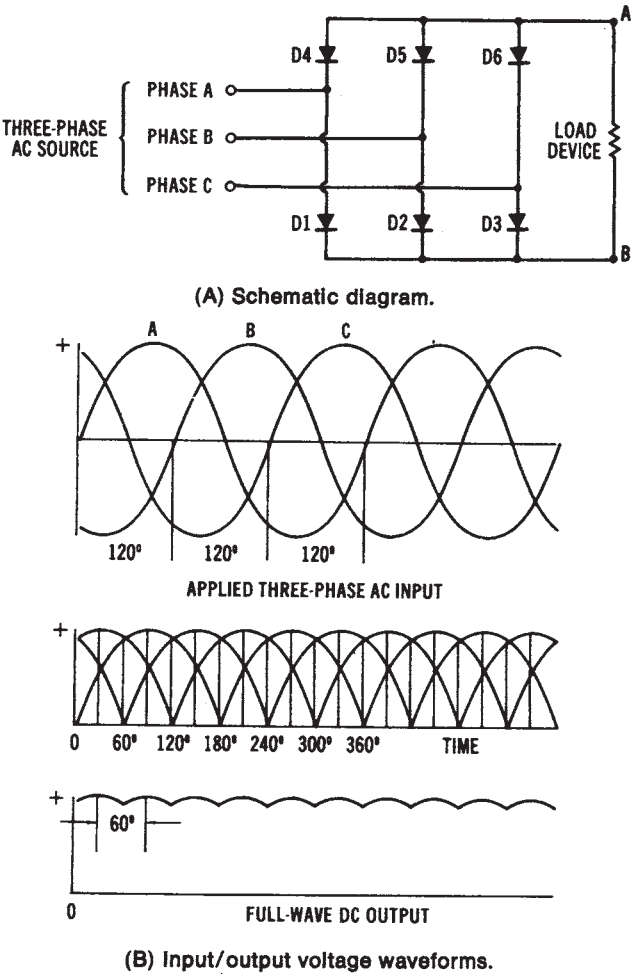 A
D4 D5 D6
PHASE A
THREE-PHASE
AC SOURCE
PHASE B
LOAD
DEVICE
PHASE C
D1 D2 D3
B
(A) Schematic diagram.
+ A B C
120° 120° 120°
APPLIED THREE-PHASE AC INPUT
+
0 60° 120° 180° 240° 300° 360° TIME
+
60°
0 FULL-WAVE DC OUTPUT
(B) Input/output voltage waveforms.